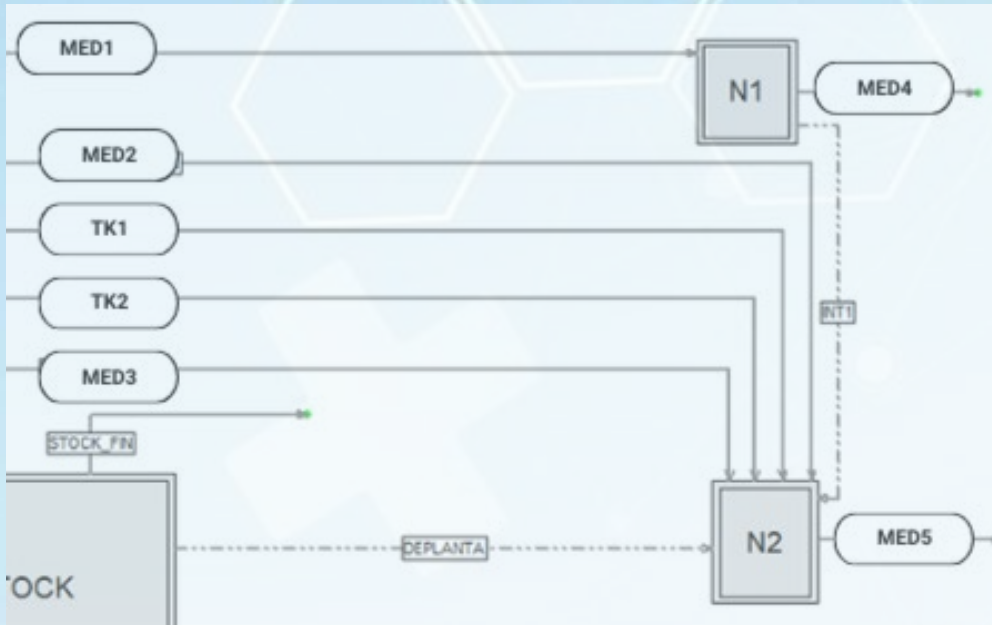 MED1
N1
MED4
MED2
TK1
TK2
INT1
MED3
STOCK_FIN
TOCK
DEPLANTA
N2
MED5